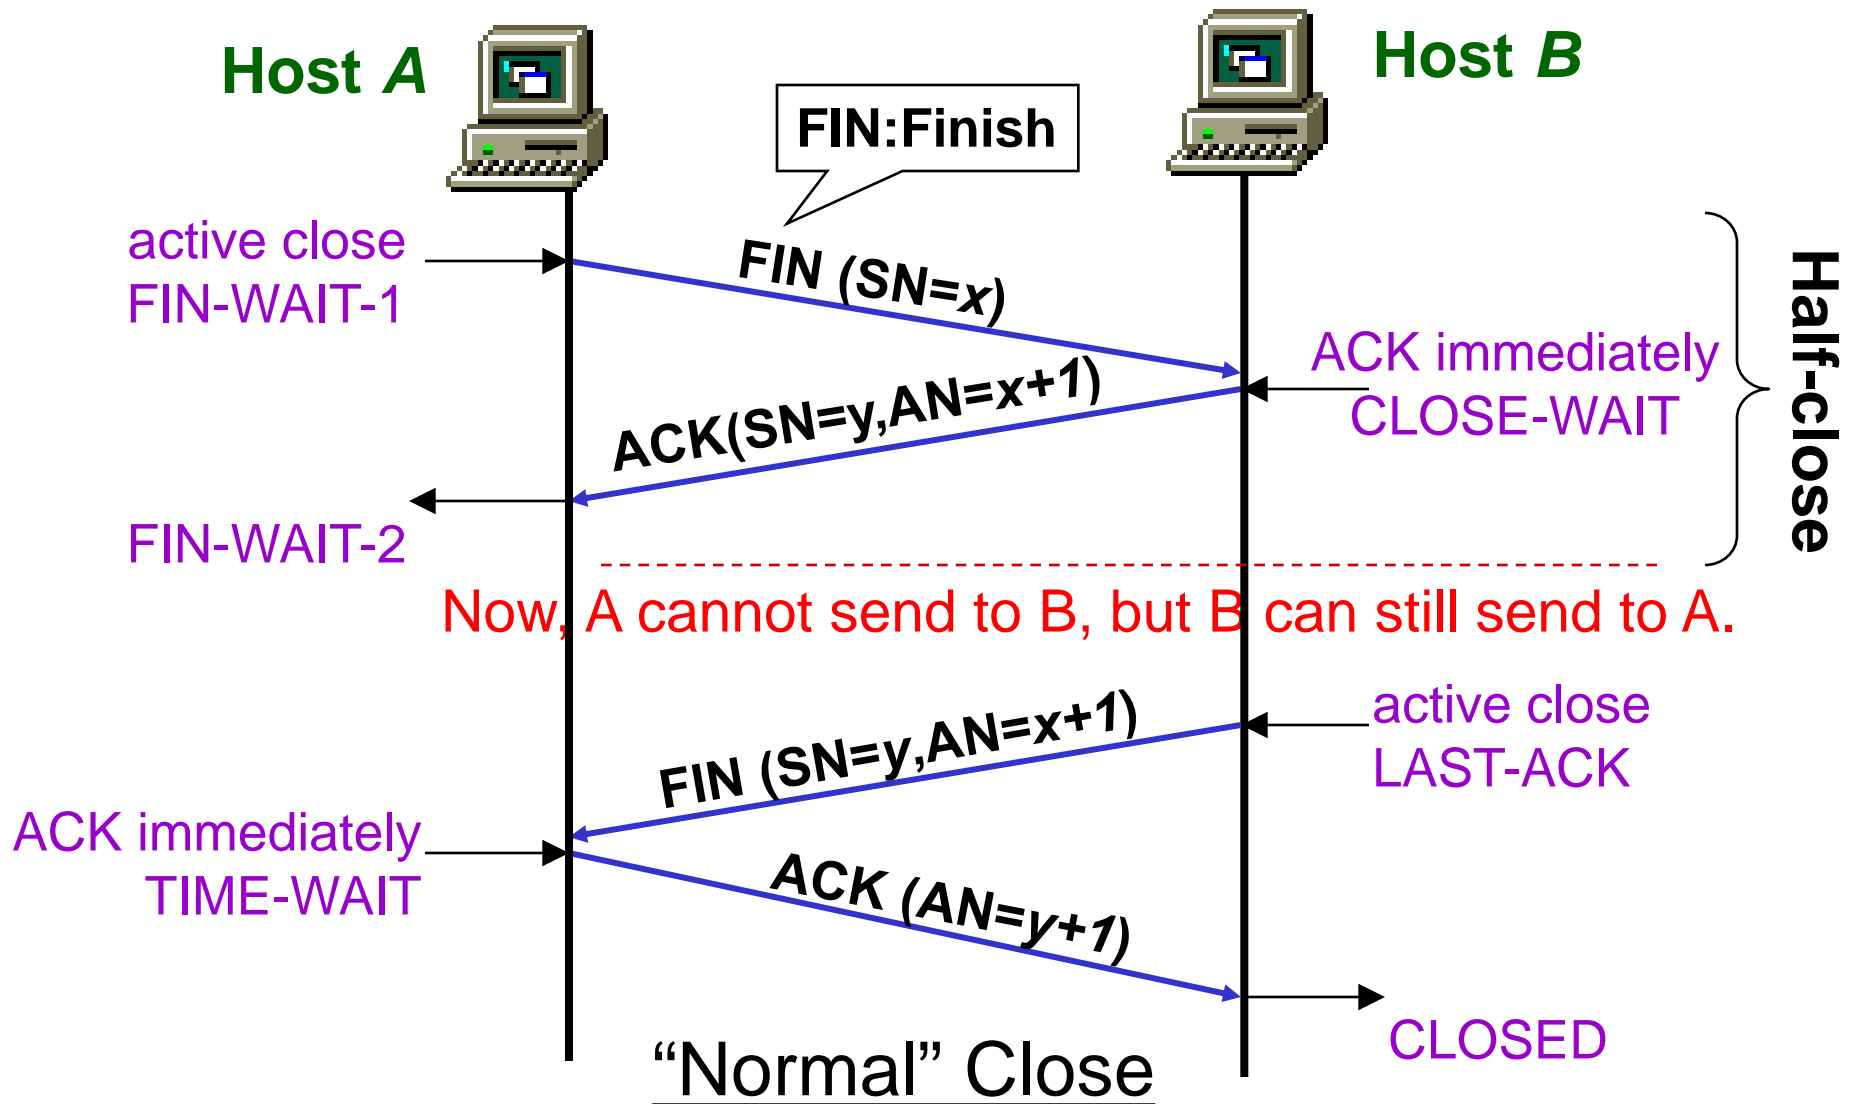 Host A
Host B
FIN:Finish
active close
FIN-WAIT-1
FIN (SN=x)
ACK immediately
CLOSE-WAIT
Half-close
ACK(SN=y,AN=x+1)
FIN-WAIT-2
Now, A cannot send to B, but B can still send to A.
active close
LAST-ACK
FIN (SN=y,AN=x+1)
ACK immediately
TIME-WAIT
ACK (AN=y+1)
CLOSED
“Normal” Close